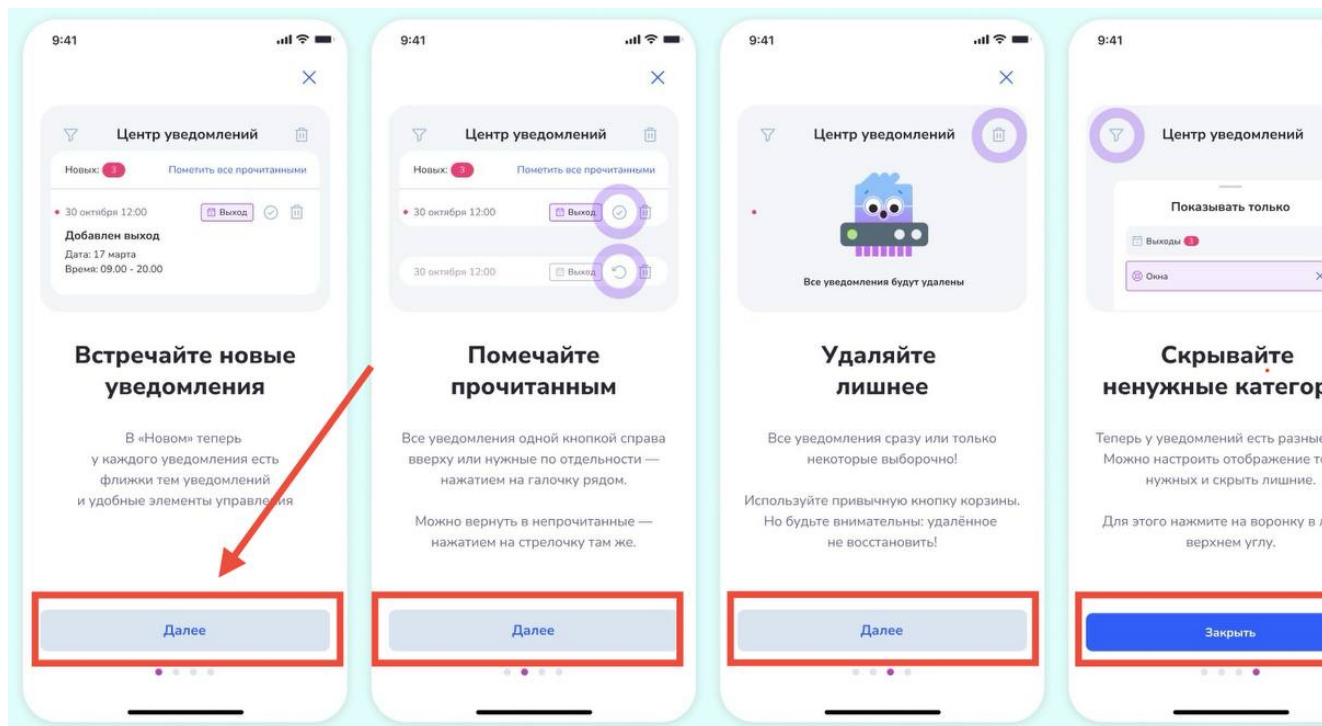 9:41
Центр уведомлений
Новых: 3 Пометить все прочитанными
30 октября 12:00 Выход
Добавлен выход
Дата: 17 марта
Время: 09.00 - 20.00
Встречайте новые
уведомления
В «Новом» теперь
у каждого уведомления есть
флижки тем уведомлений
и удобные элементы управления
Далее
9:41
Центр уведомлений
Новых: 3 Пометить все прочитанными
30 октября 12:00 Выход
30 октября 12:00 Выход
Помечайте
прочитанным
Все уведомления одной кнопкой справа
вверху или нужные по отдельности —
нажатием на галочку рядом.
Можно вернуть в непрочитанные —
нажатием на стрелочку там же.
Далее
9:41
Центр уведомлений
Все уведомления будут удалены
Удаляйте
лишнее
Все уведомления сразу или только
некоторые выборочно!
Используйте привычную кнопку корзины.
Но будьте внимательны: удалённое
не восстановить!
Далее
9:41
Центр уведомлений
Показывать только
Выходы 3
Окна
Скрывайте
ненужные категор
Теперь у уведомлений есть разные
Можно настроить отображение т
нужных и скрыть лишние.
Для этого нажмите на воронку в л
верхнем углу.
Закрыть